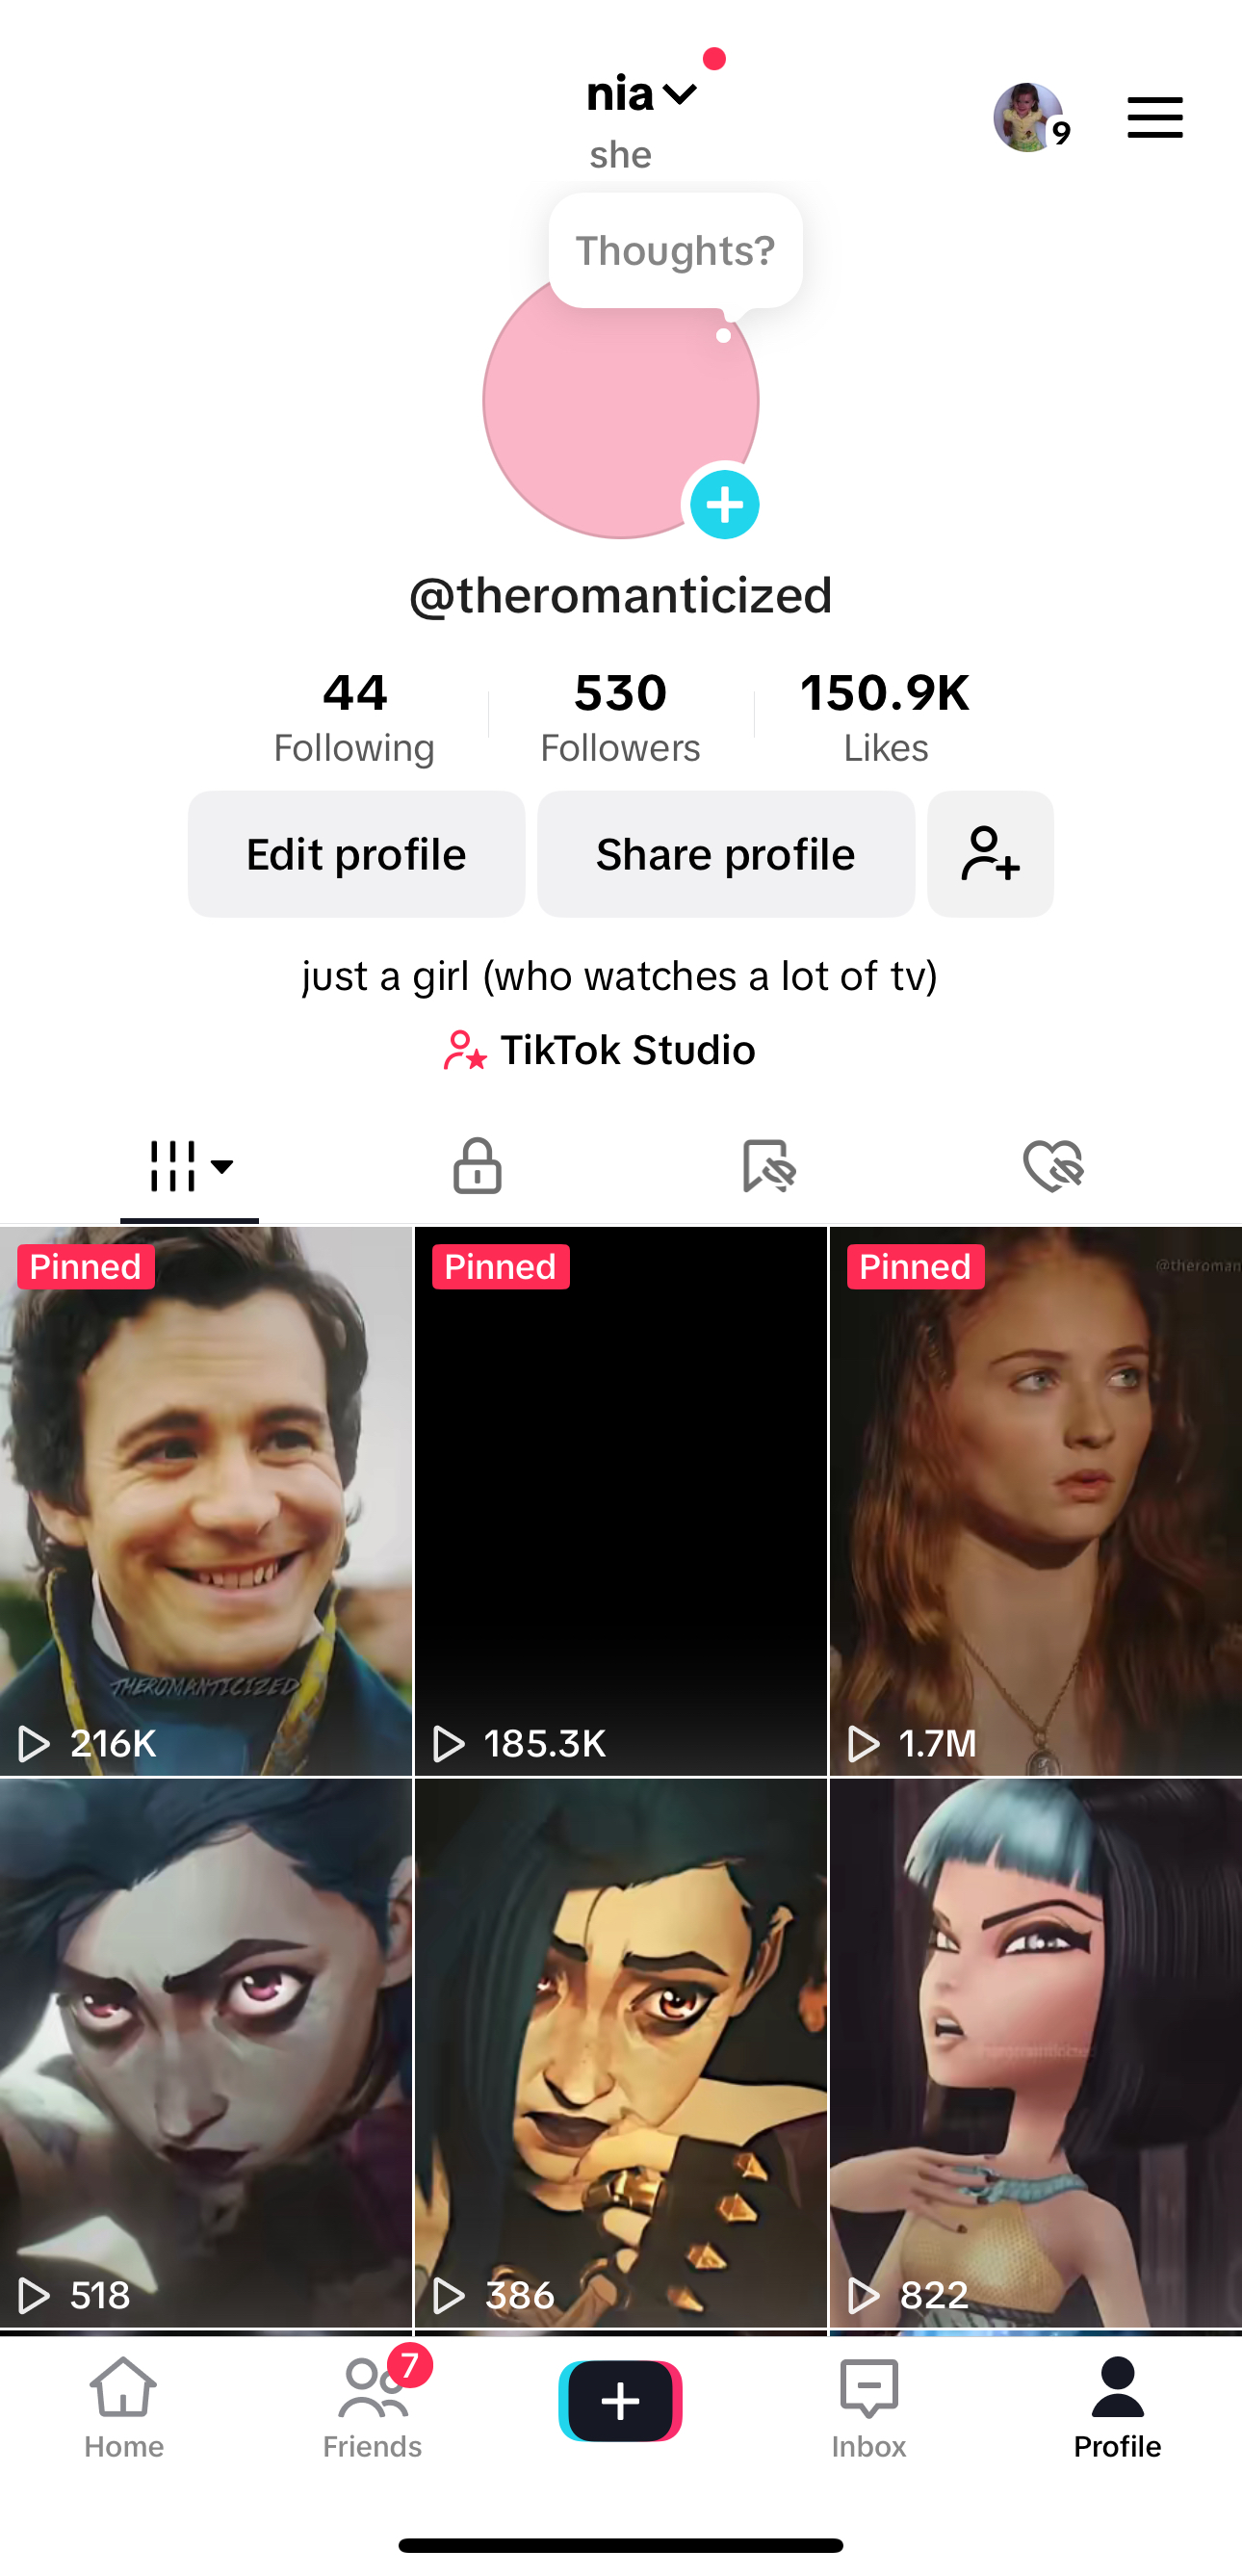 nia
she
9
Thoughts?
@theromanticized
44 530 150.9K
Following Followers Likes
Edit profile Share profile
just a girl (who watches a lot of tv)
TikTok Studio
Pinned Pinned Pinned
@theroman
THEROMANTICIZED
216K 185.3K 1.7M
518 386 822
7
Home Friends Inbox Profile